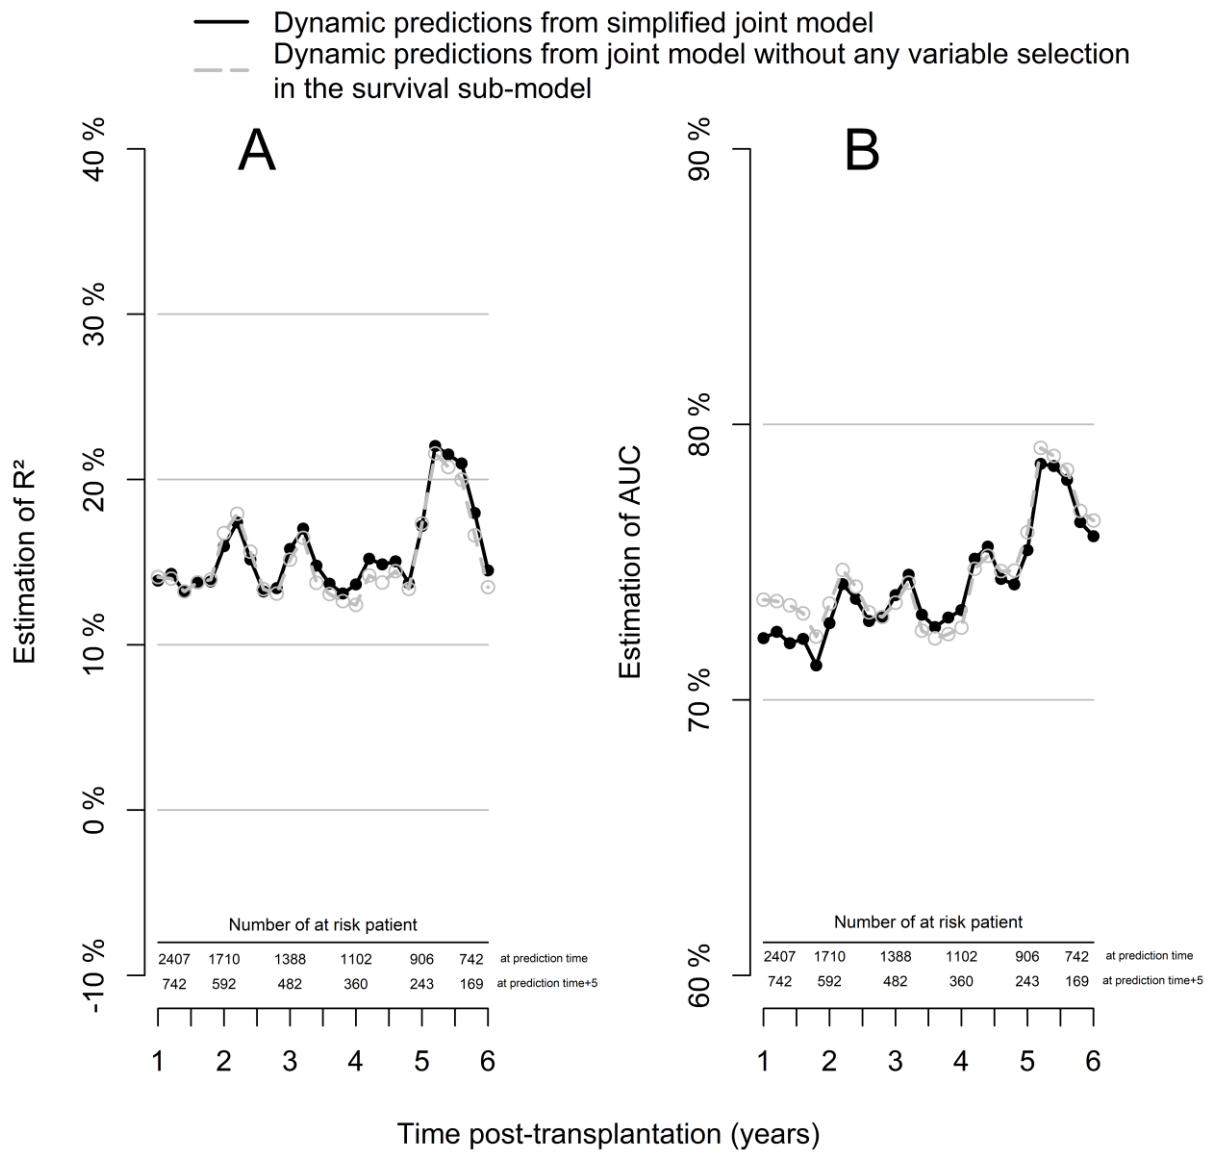 Dynamic predictions from simplified joint model
Dynamic predictions from joint model without any variable selection
in the survival sub-model
A
Estimation of R²
40 %
30 %
20 %
10 %
0 %
-10 %
Number of at risk patient
2407 1710 1388 1102 906 742 at prediction time
742 592 482 360 243 169 at prediction time+5
1 2 3 4 5 6
B
Estimation of AUC
90 %
80 %
70 %
60 %
Number of at risk patient
2407 1710 1388 1102 906 742 at prediction time
742 592 482 360 243 169 at prediction time+5
1 2 3 4 5 6
Time post-transplantation (years)